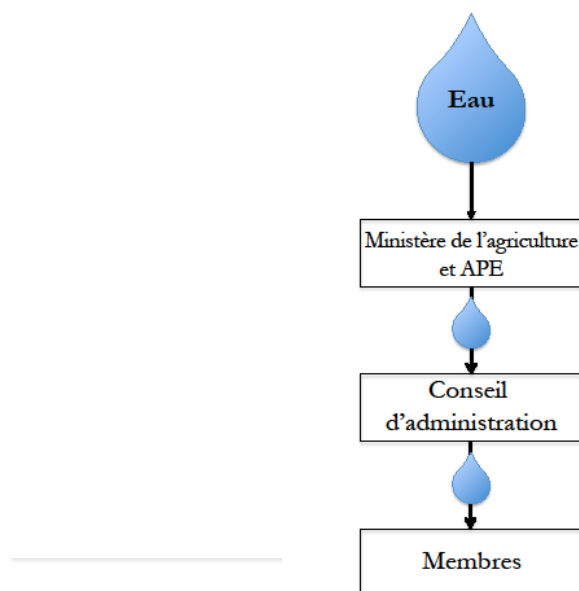 Eau
Ministère de l'agriculture
et APE
Conseil
d'administration
Membres